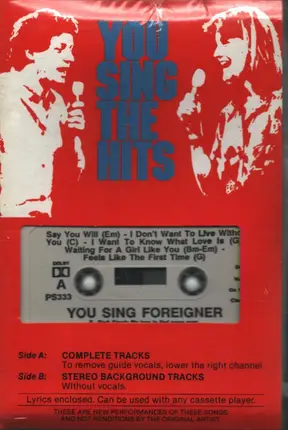 YOU
SING
THE
HITS
Say You Will (Em) - I Don't Want To Live Witho
You (C) - I Want To Know What Love Is (G
Waiting For A Girl Like You (Bm-Em) -
Feels Like The First Time (G)
DOLBY
A
PS333
YOU SING FOREIGNER
Side A: COMPLETE TRACKS
To remove guide vocals, lower the right channel
Side B: STEREO BACKGROUND TRACKS
Without vocals.
Lyrics enclosed. Can be used with any cassette player.
THESE ARE NEW PERFORMANCES OF THESE SONGS
AND NOT RENDITIONS BY THE ORIGINAL ARTIST